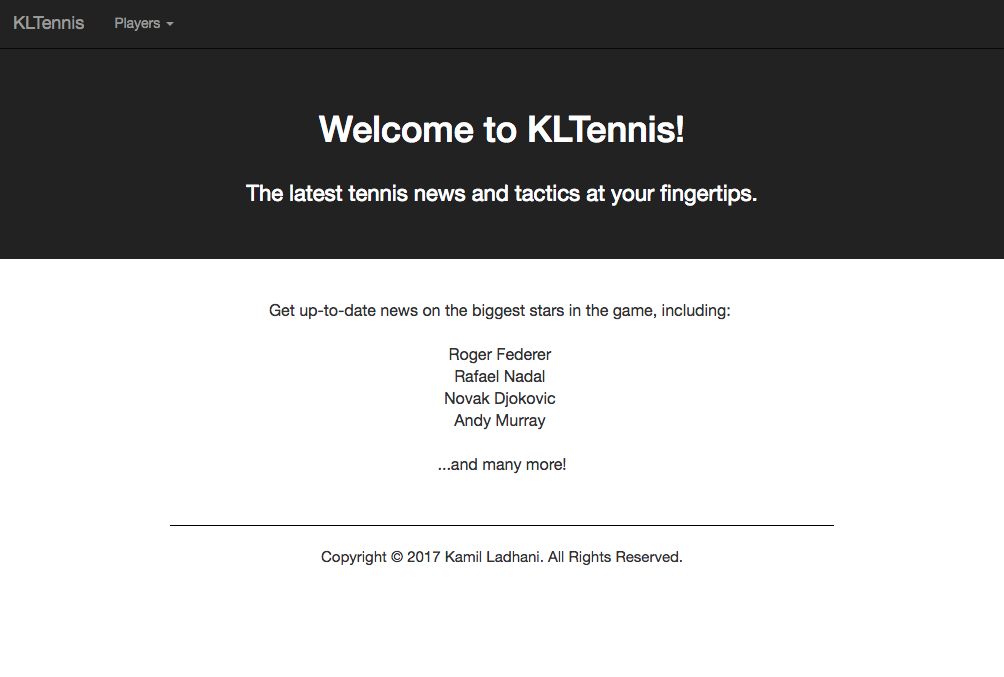 KLTennis Players
Welcome to KLTennis!
The latest tennis news and tactics at your fingertips.
Get up-to-date news on the biggest stars in the game, including:
Roger Federer
Rafael Nadal
Novak Djokovic
Andy Murray
...and many more!
Copyright © 2017 Kamil Ladhani. All Rights Reserved.